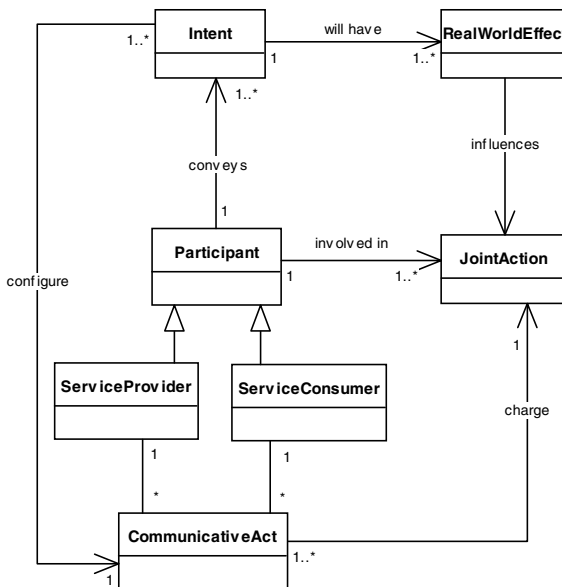 Intent
RealWorldEffec
will have
1..*
1
1..*
1..*
influences
conveys
1
Participant
involved in
JointAction
1
1..*
configure
1
ServiceProvider
ServiceConsumer
charge
1
1
*
*
CommunicativeAct
1..*
1